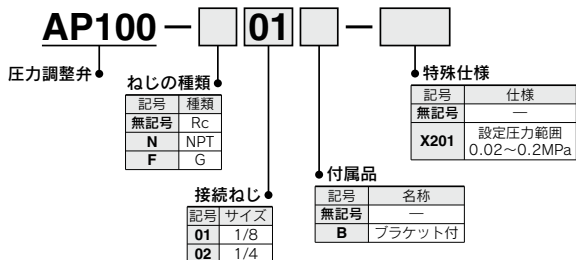 AP100 － 01 －
圧力調整弁
ねじの種類
記号 種類
無記号 Rc
N NPT
F G
接続ねじ
記号 サイズ
01 1/8
02 1/4
付属品
記号 名称
無記号 —
B ブラケット付
特殊仕様
記号 仕様
無記号 —
X201 設定圧力範囲
0.02～0.2MPa